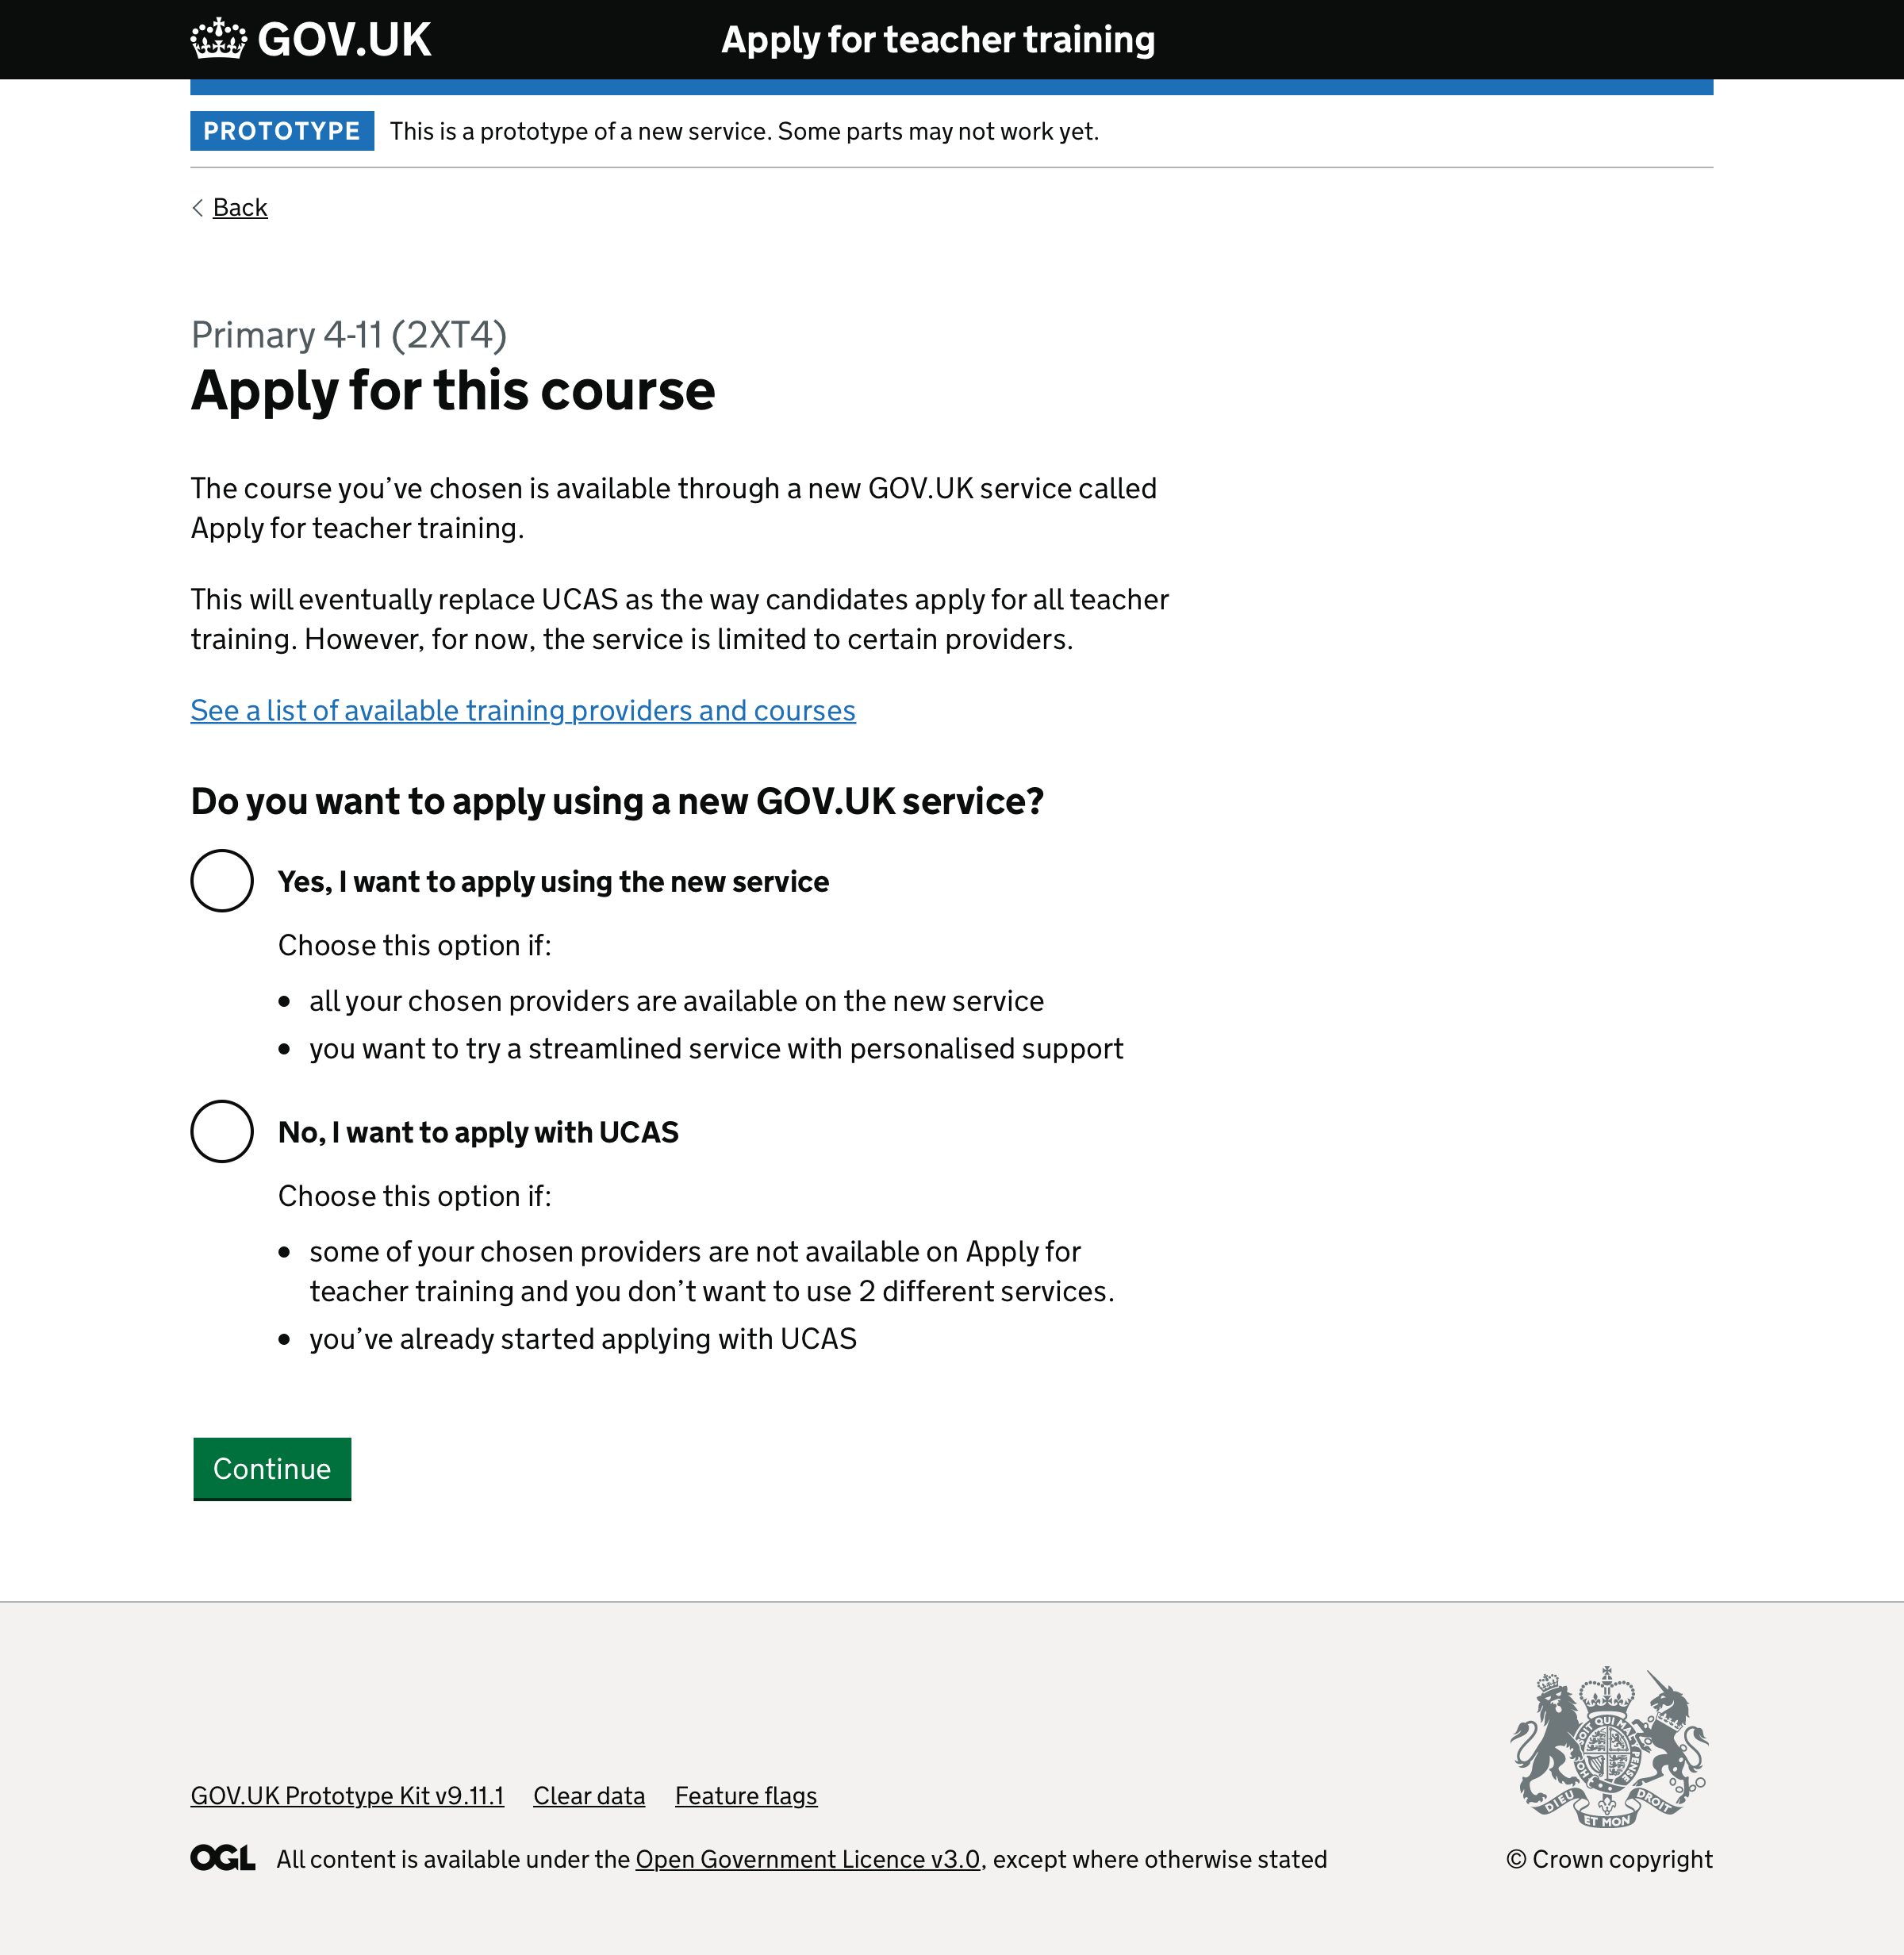 GOV.UK
Apply for teacher training
PROTOTYPE
This is a prototype of a new service. Some parts may not work yet.
Back
Primary 4-11 (2XT4)
Apply for this course
The course you’ve chosen is available through a new GOV.UK service called
Apply for teacher training.
This will eventually replace UCAS as the way candidates apply for all teacher
training. However, for now, the service is limited to certain providers.
See a list of available training providers and courses
Do you want to apply using a new GOV.UK service?
Yes, I want to apply using the new service
Choose this option if:
• all your chosen providers are available on the new service
• you want to try a streamlined service with personalised support
No, I want to apply with UCAS
Choose this option if:
• some of your chosen providers are not available on Apply for
teacher training and you don’t want to use 2 different services.
• you’ve already started applying with UCAS
Continue
GOV.UK Prototype Kit v9.11.1
Clear data
Feature flags
OGL
All content is available under the Open Government Licence v3.0, except where otherwise stated
SOIT QUI MAL
PENSE
DIEU
ET MON
DROIT
© Crown copyright